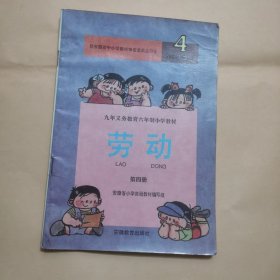 4
九年义务教育六年制小学教材
劳动
LAO DONG
第四册
安徽省小学劳动教材编写组
安徽教育出版社